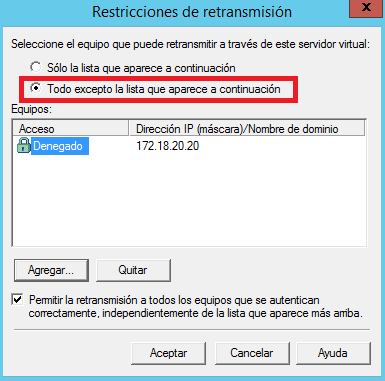 Restricciones de retransmisión
Seleccione el equipo que puede retransmitir a través de este servidor virtual:
Sólo la lista que aparece a continuación
Todo excepto la lista que aparece a continuación
Equipos:
Acceso Dirección IP (máscara)/Nombre de dominio
Denegado 172.18.20.20
Agregar... Quitar
Permitir la retransmisión a todos los equipos que se autentican
correctamente, independientemente de la lista que aparece más arriba.
Aceptar Cancelar Ayuda